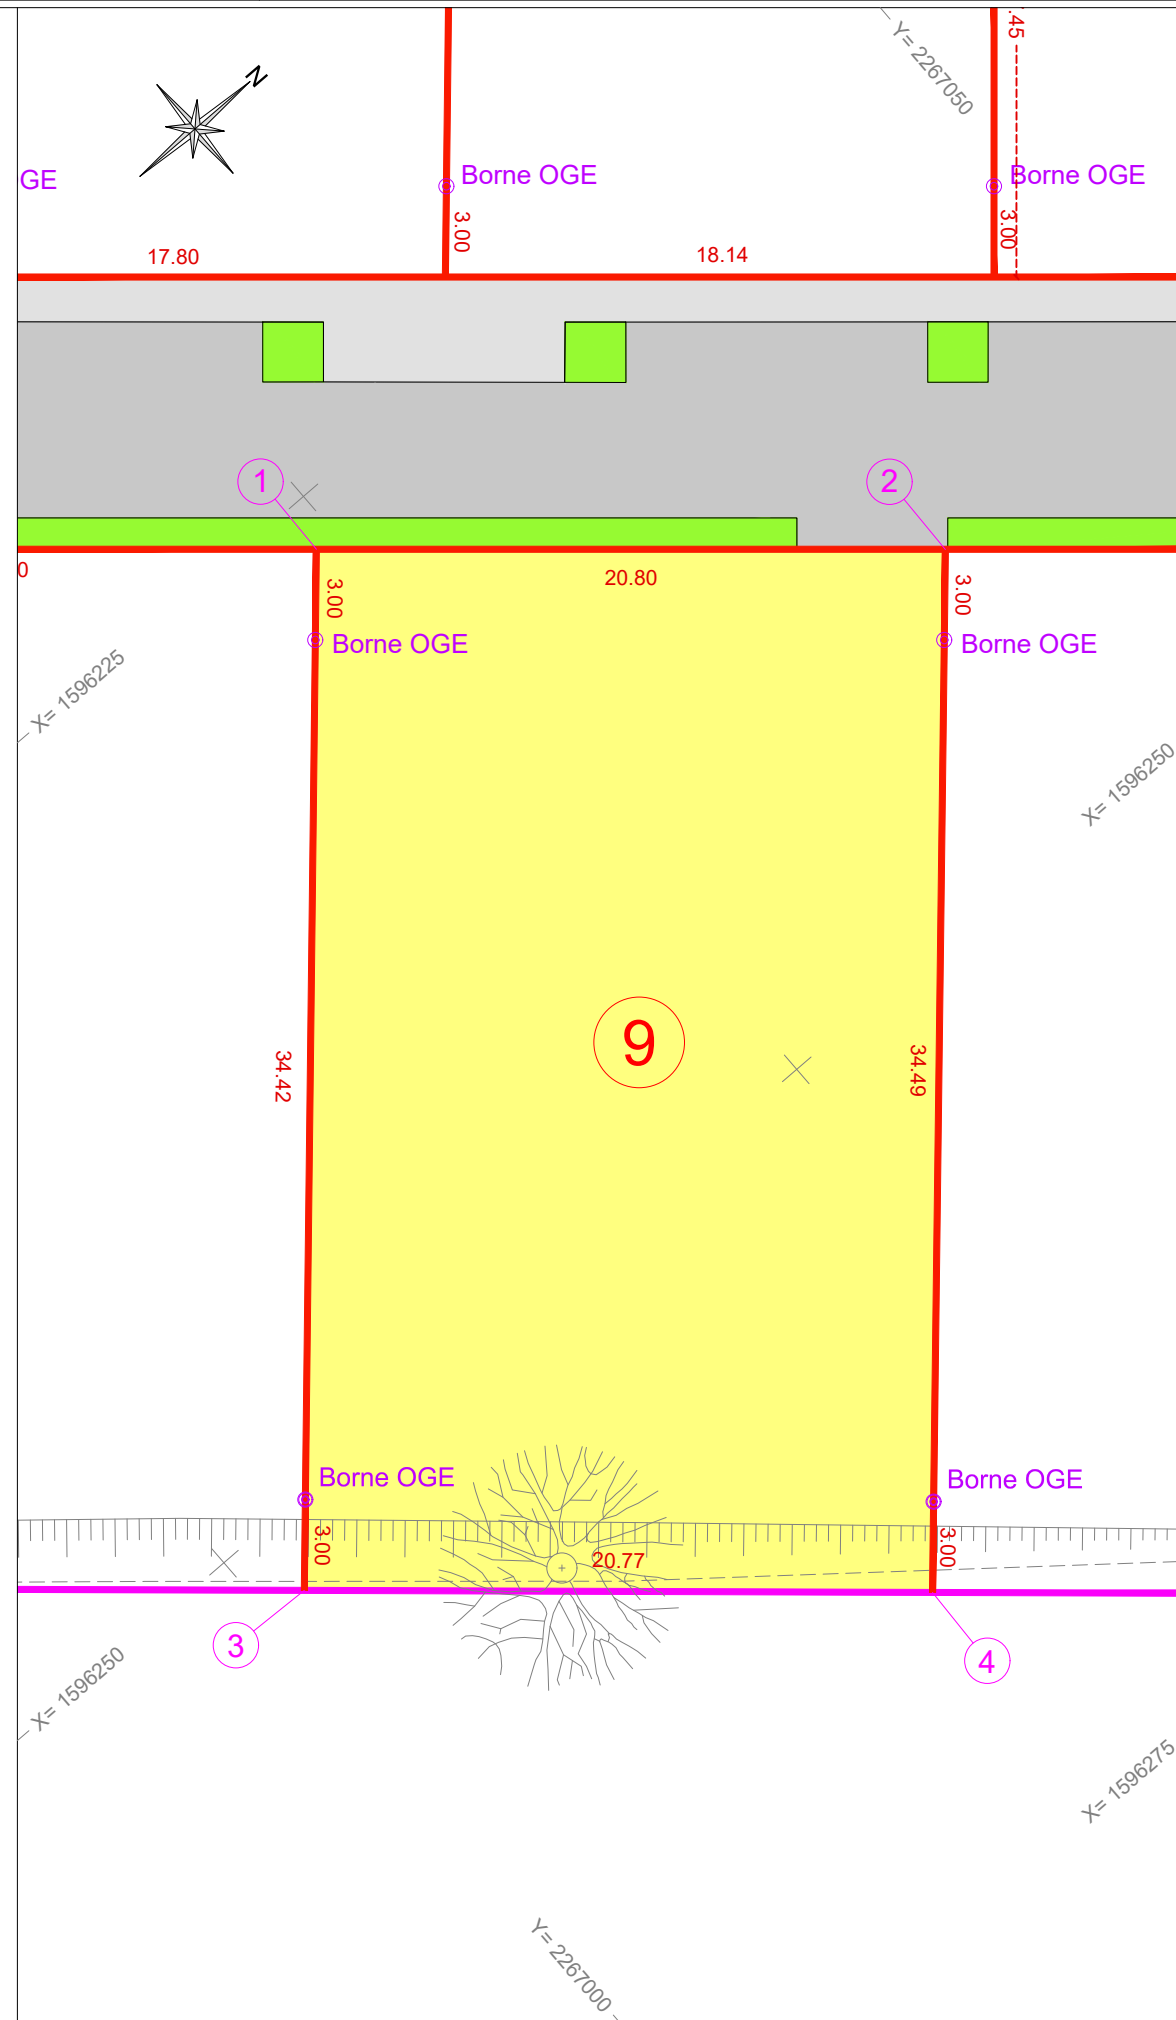 .45
Y= 2267050
N
GE
Borne OGE
Borne OGE
3.00
3.00
17.80
18.14
1
2
0
20.80
3.00
3.00
Borne OGE
Borne OGE
X= 1596225
X= 1596250
9
34.42
34.49
Borne OGE
Borne OGE
3.00
20.77
3.00
3
4
X= 1596250
X= 1596275
Y= 2267000